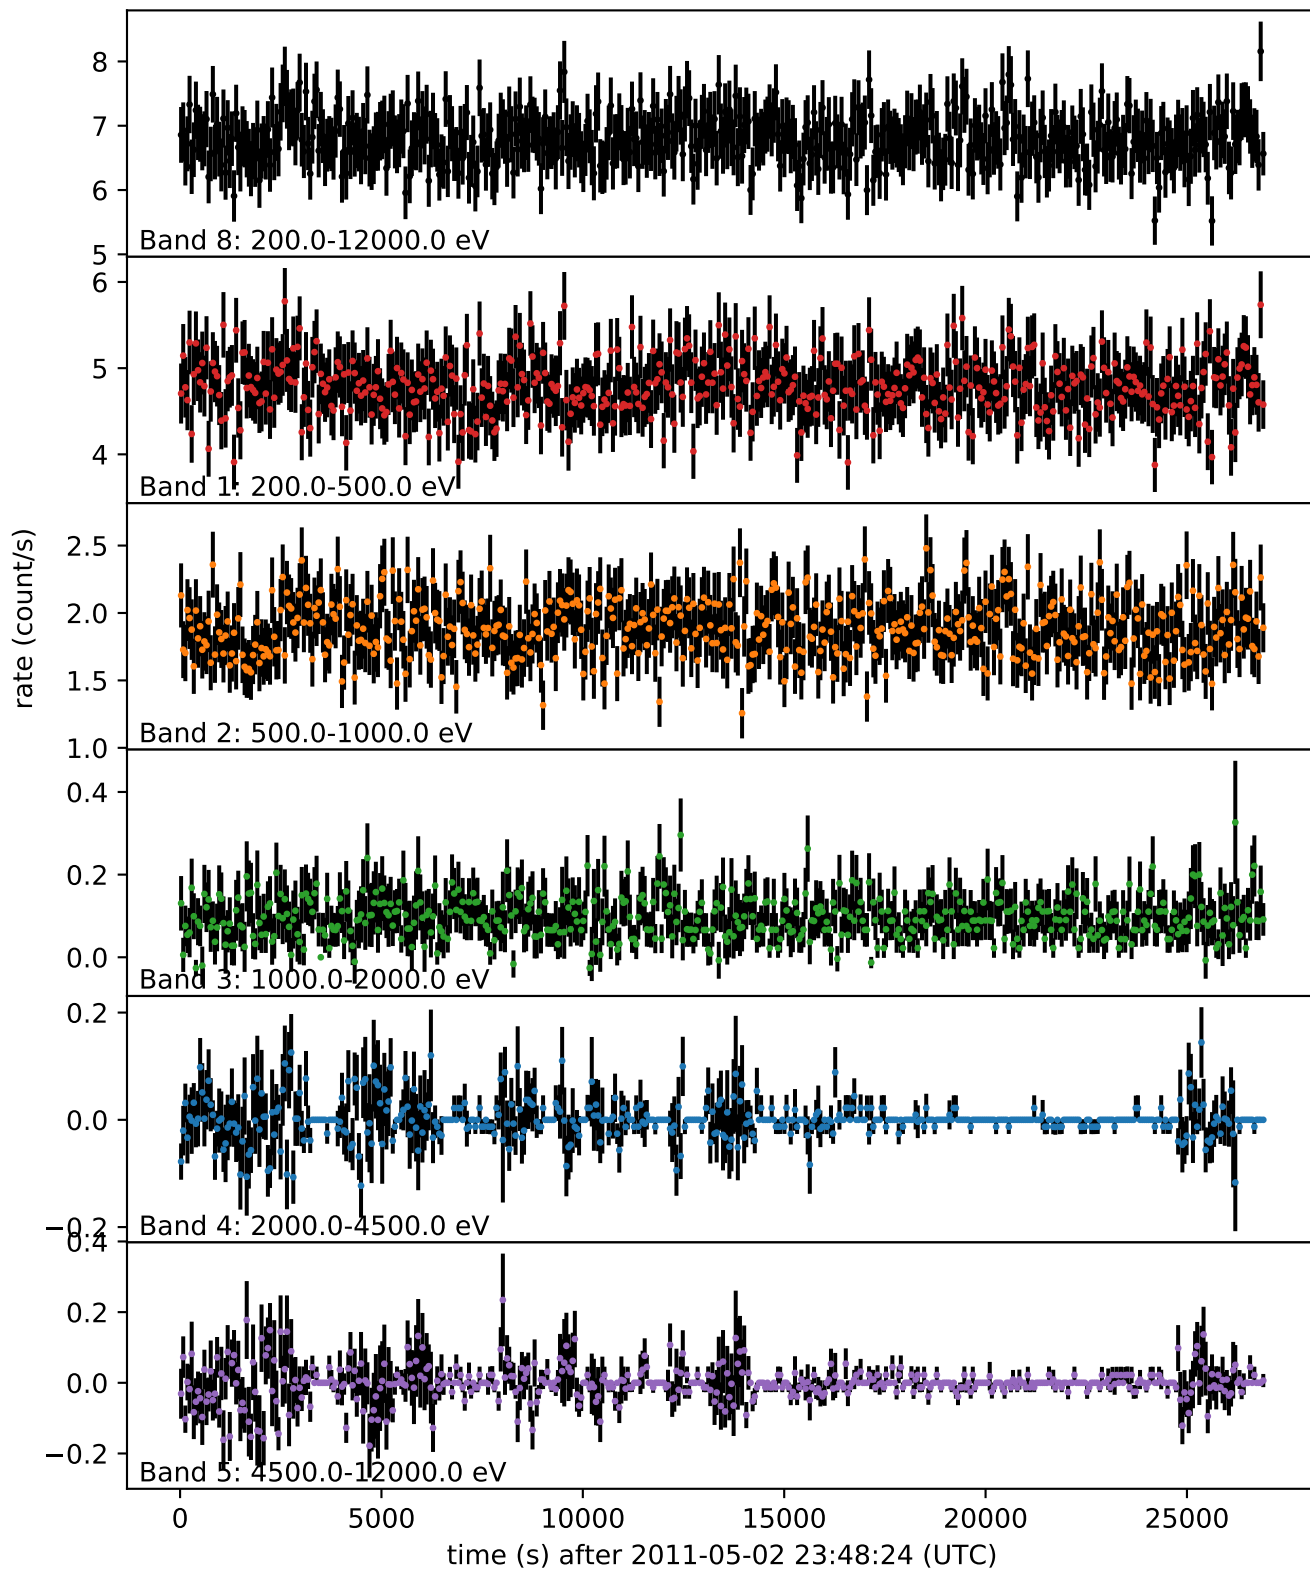 8
7
6
5
Band 8: 200.0-12000.0 eV
6
5
4
Band 1: 200.0-500.0 eV
rate (count/s)
2.5
2.0
1.5
1.0
Band 2: 500.0-1000.0 eV
0.4
0.2
0.0
Band 3: 1000.0-2000.0 eV
0.2
0.0
−0.2
Band 4: 2000.0-4500.0 eV
0.4
0.2
0.0
−0.2
Band 5: 4500.0-12000.0 eV
0 5000 10000 15000 20000 25000
time (s) after 2011-05-02 23:48:24 (UTC)